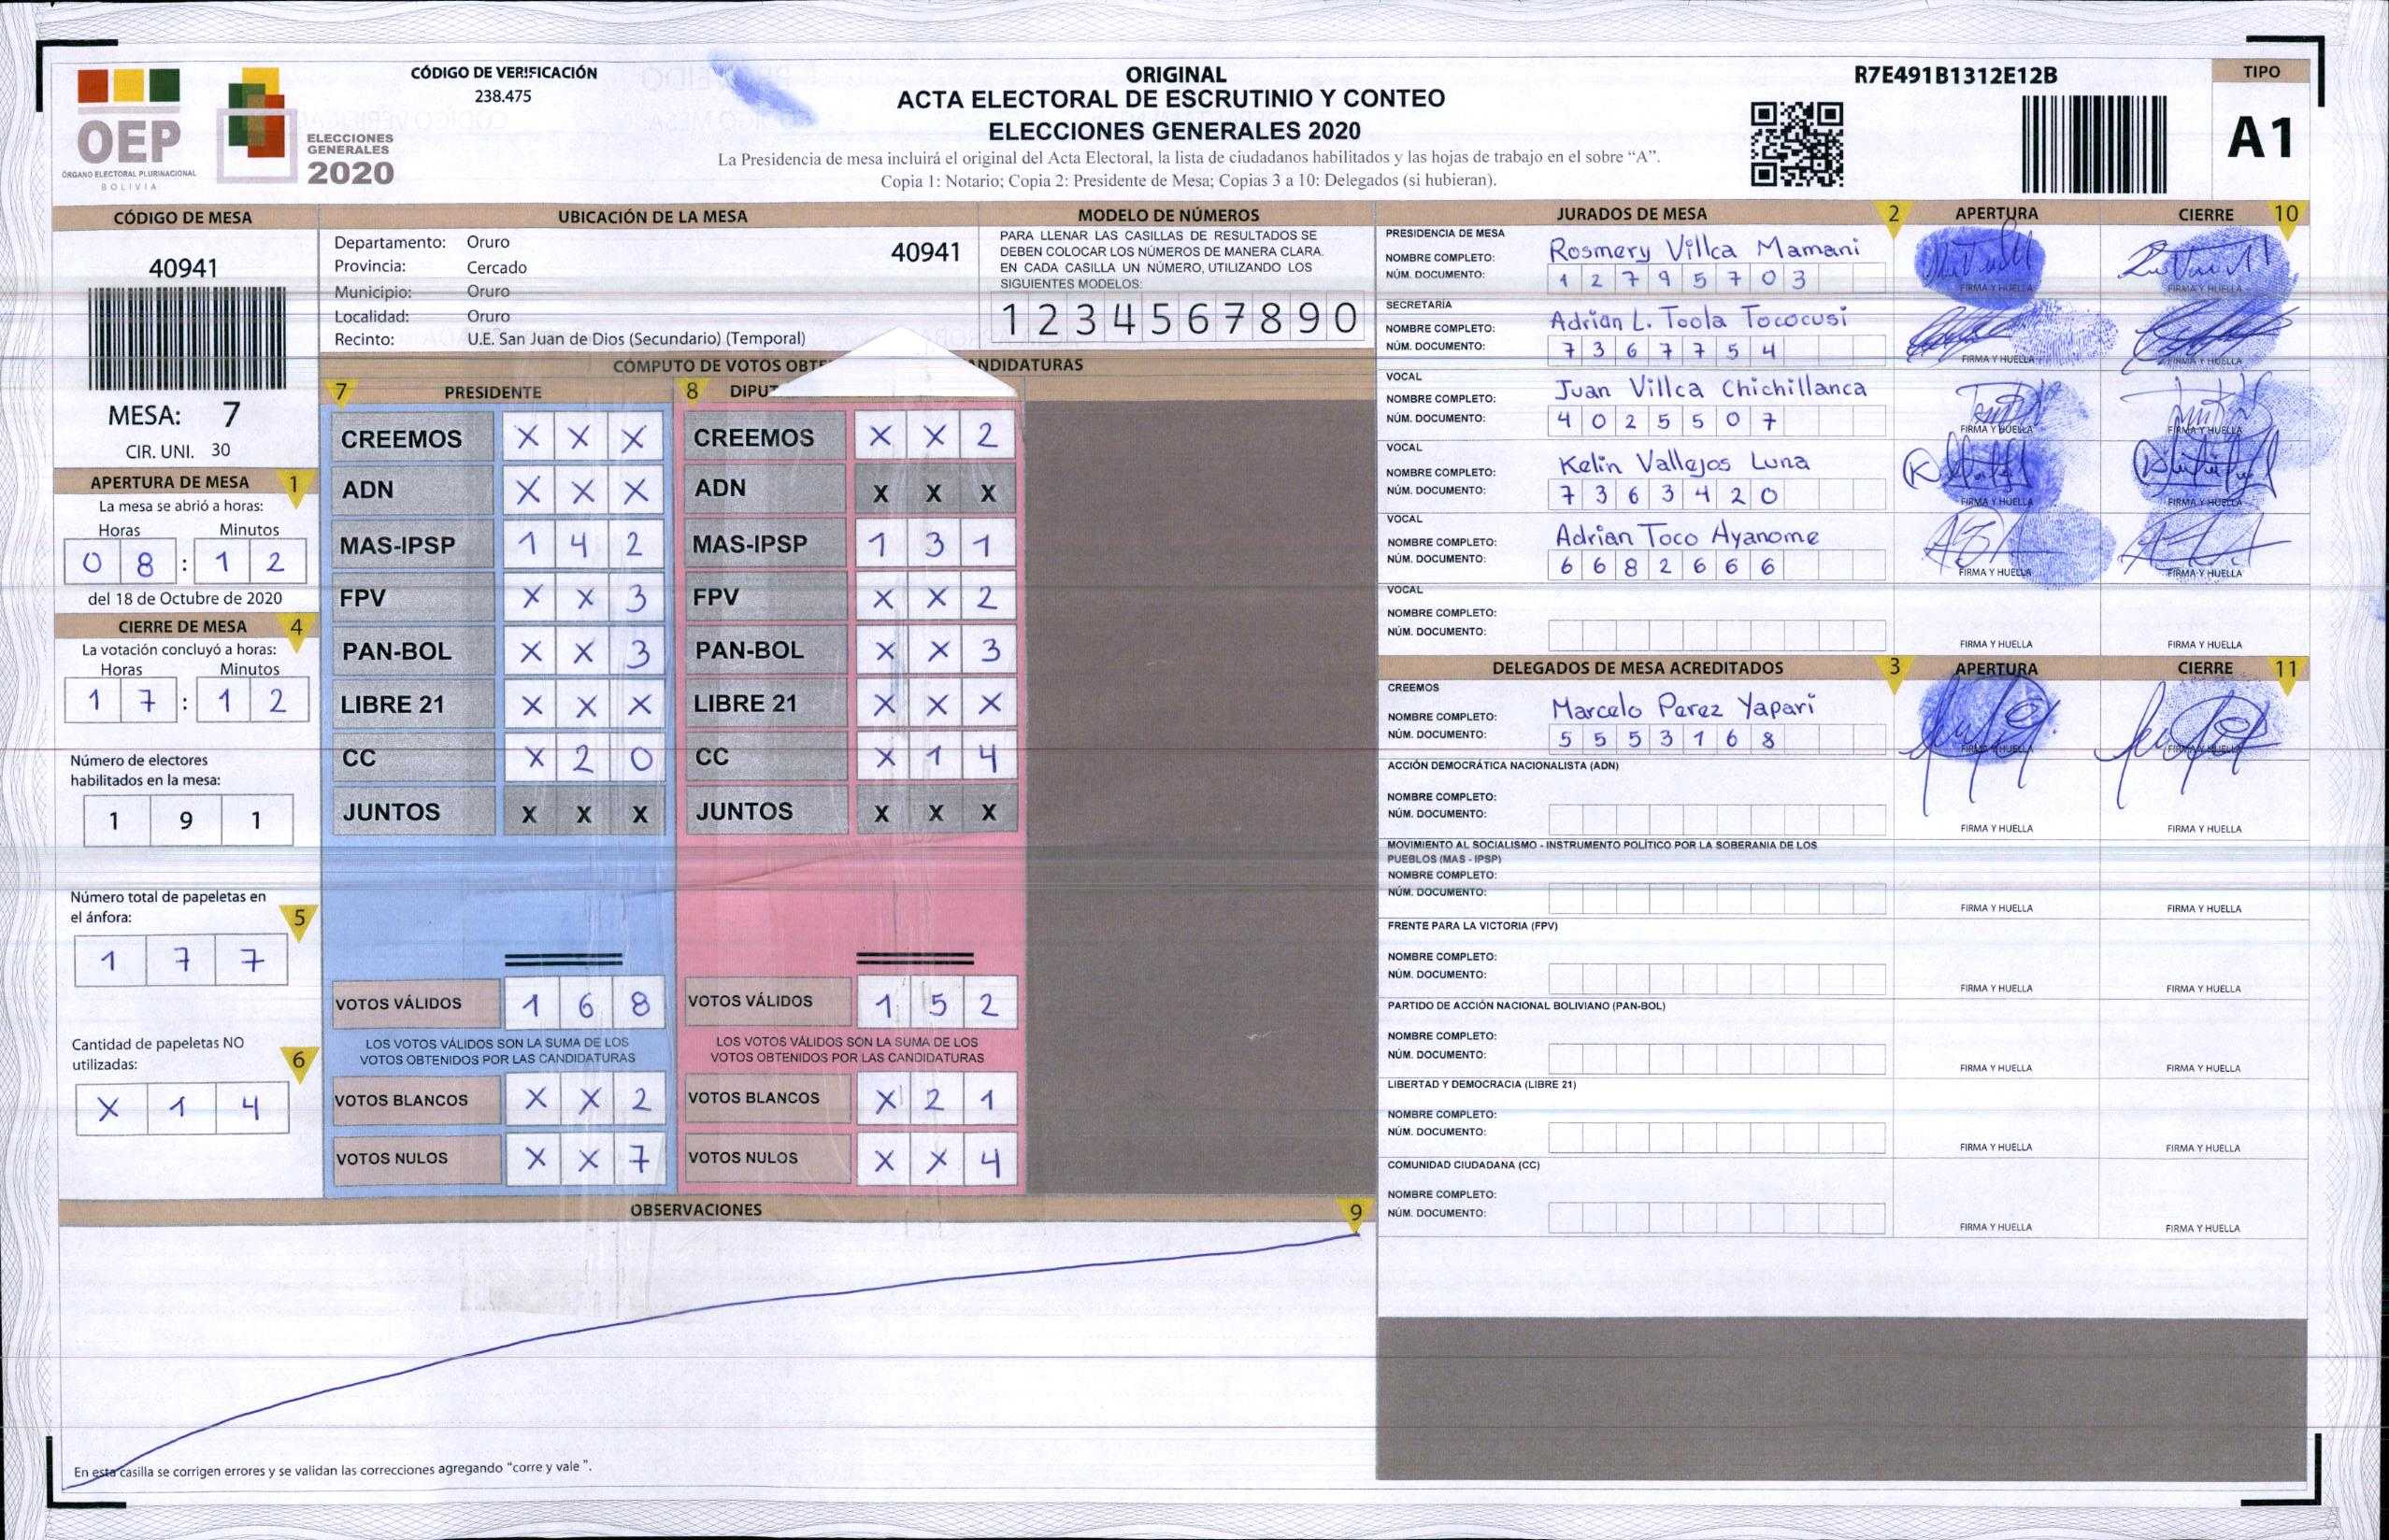 CÓDIGO DE VERIFICACIÓN
238.475
ORIGINAL
ACTA ELECTORAL DE ESCRUTINIO Y CONTEO
ELECCIONES GENERALES 2020
La Presidencia de mesa incluirá el original del Acta Electoral, la lista de ciudadanos habilitados y las hojas de trabajo en el sobre “A”.
Copia 1: Notario; Copia 2: Presidente de Mesa; Copias 3 a 10: Delegados (si hubieran).
R7E491B1312E12B
TIPO
A1
OEP
ÓRGANO ELECTORAL PLURINACIONAL
BOLIVIA
ELECCIONES
GENERALES
2020
CÓDIGO DE MESA
40941
MESA: 7
CIR. UNI. 30
APERTURA DE MESA 1
La mesa se abrió a horas:
Horas Minutos
0 8 : 1 2
del 18 de Octubre de 2020
CIERRE DE MESA 4
La votación concluyó a horas:
Horas Minutos
1 7 : 1 2
Número de electores
habilitados en la mesa:
1 9 1
Número total de papeletas en
el ánfora: 5
1 7 7
Cantidad de papeletas NO
utilizadas: 6
X 1 4
UBICACIÓN DE LA MESA
Departamento: Oruro 40941
Provincia: Cercado
Municipio: Oruro
Localidad: Oruro
Recinto: U.E. San Juan de Dios (Secundario) (Temporal)
MODELO DE NÚMEROS
PARA LLENAR LAS CASILLAS DE RESULTADOS SE
DEBEN COLOCAR LOS NÚMEROS DE MANERA CLARA.
EN CADA CASILLA UN NÚMERO, UTILIZANDO LOS
SIGUIENTES MODELOS:
1 2 3 4 5 6 7 8 9 0
CÓMPUTO DE VOTOS OBTE NDIDATURAS
7 PRESIDENTE 8 DIPUT
CREEMOS X X X CREEMOS X X 2
ADN X X X ADN X X X
MAS-IPSP 1 4 2 MAS-IPSP 1 3 1
FPV X X 3 FPV X X 2
PAN-BOL X X 3 PAN-BOL X X 3
LIBRE 21 X X X LIBRE 21 X X X
CC X 2 0 CC X 1 4
JUNTOS X X X JUNTOS X X X
VOTOS VÁLIDOS 1 6 8 VOTOS VÁLIDOS 1 5 2
LOS VOTOS VÁLIDOS SON LA SUMA DE LOS LOS VOTOS VÁLIDOS SON LA SUMA DE LOS
VOTOS OBTENIDOS POR LAS CANDIDATURAS VOTOS OBTENIDOS POR LAS CANDIDATURAS
VOTOS BLANCOS X X 2 VOTOS BLANCOS X 2 1
VOTOS NULOS X X 7 VOTOS NULOS X X 4
OBSERVACIONES 9
En esta casilla se corrigen errores y se validan las correcciones agregando “corre y vale ”.
JURADOS DE MESA 2 APERTURA CIERRE 10
PRESIDENCIA DE MESA
NOMBRE COMPLETO: Rosmery Villca Mamani
NÚM. DOCUMENTO: 1 2 7 9 5 7 0 3 FIRMA Y HUELLA FIRMA Y HUELLA
SECRETARÍA
NOMBRE COMPLETO: Adrian L. Toola Tococusi
NÚM. DOCUMENTO: 7 3 6 7 7 5 4 FIRMA Y HUELLA FIRMA Y HUELLA
VOCAL
NOMBRE COMPLETO: Juan Villca Chichillanca
NÚM. DOCUMENTO: 4 0 2 5 5 0 7 FIRMA Y HUELLA FIRMA Y HUELLA
VOCAL
NOMBRE COMPLETO: Kelin Vallejos Luna
NÚM. DOCUMENTO: 7 3 6 3 4 2 0 FIRMA Y HUELLA FIRMA Y HUELLA
VOCAL
NOMBRE COMPLETO: Adrian Toco Ayanome
NÚM. DOCUMENTO: 6 6 8 2 6 6 6 FIRMA Y HUELLA FIRMA Y HUELLA
VOCAL
NOMBRE COMPLETO:
NÚM. DOCUMENTO: FIRMA Y HUELLA FIRMA Y HUELLA
DELEGADOS DE MESA ACREDITADOS 3 APERTURA CIERRE 11
CREEMOS
NOMBRE COMPLETO: Marcelo Perez Yapari
NÚM. DOCUMENTO: 5 5 5 3 1 6 8 FIRMA Y HUELLA FIRMA Y HUELLA
ACCIÓN DEMOCRÁTICA NACIONALISTA (ADN)
NOMBRE COMPLETO:
NÚM. DOCUMENTO: FIRMA Y HUELLA FIRMA Y HUELLA
MOVIMIENTO AL SOCIALISMO - INSTRUMENTO POLÍTICO POR LA SOBERANIA DE LOS
PUEBLOS (MAS - IPSP)
NOMBRE COMPLETO:
NÚM. DOCUMENTO: FIRMA Y HUELLA FIRMA Y HUELLA
FRENTE PARA LA VICTORIA (FPV)
NOMBRE COMPLETO:
NÚM. DOCUMENTO: FIRMA Y HUELLA FIRMA Y HUELLA
PARTIDO DE ACCIÓN NACIONAL BOLIVIANO (PAN-BOL)
NOMBRE COMPLETO:
NÚM. DOCUMENTO: FIRMA Y HUELLA FIRMA Y HUELLA
LIBERTAD Y DEMOCRACIA (LIBRE 21)
NOMBRE COMPLETO:
NÚM. DOCUMENTO: FIRMA Y HUELLA FIRMA Y HUELLA
COMUNIDAD CIUDADANA (CC)
NOMBRE COMPLETO:
NÚM. DOCUMENTO: FIRMA Y HUELLA FIRMA Y HUELLA